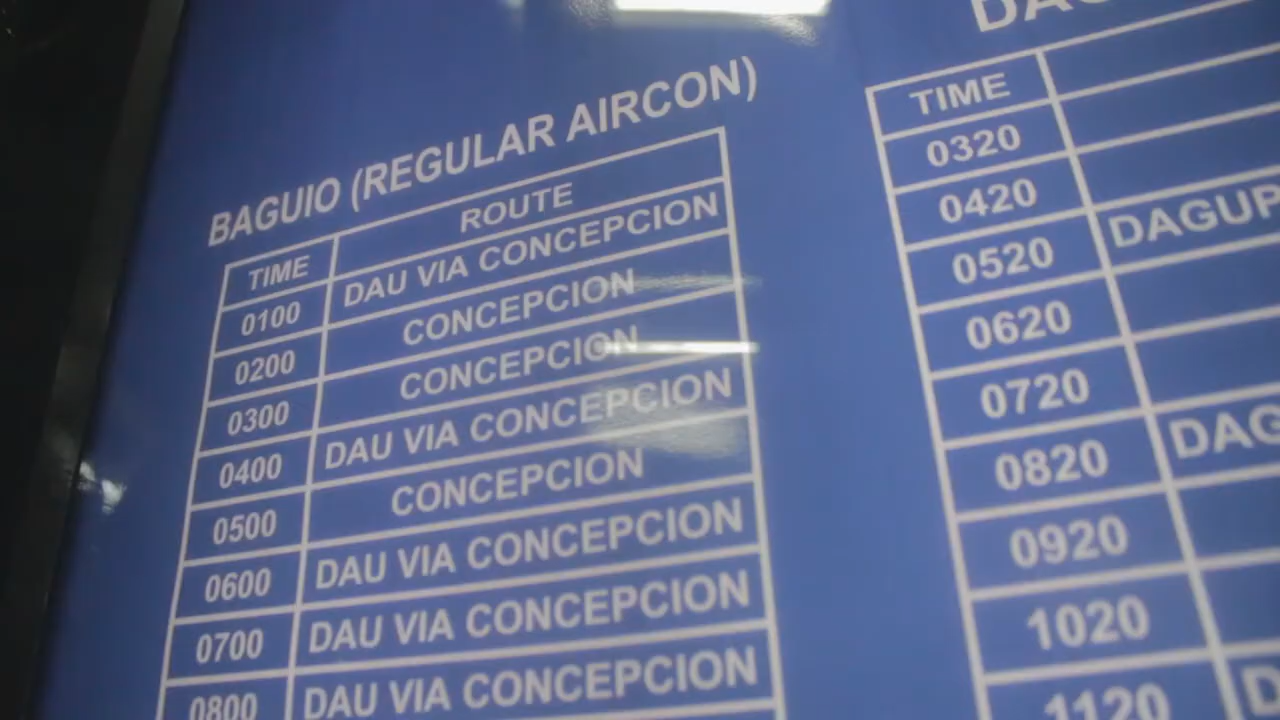 BAGUIO (REGULAR AIRCON)
TIME ROUTE
0100 DAU VIA CONCEPCION
0200 CONCEPCION
0300 CONCEPCION
0400 DAU VIA CONCEPCION
0500 CONCEPCION
0600 DAU VIA CONCEPCION
0700 DAU VIA CONCEPCION
0800 DAU VIA CONCEPCION
TIME
0320
0420
0520 DAGUP
0620
0720
0820 DAG
0920
1020
1120